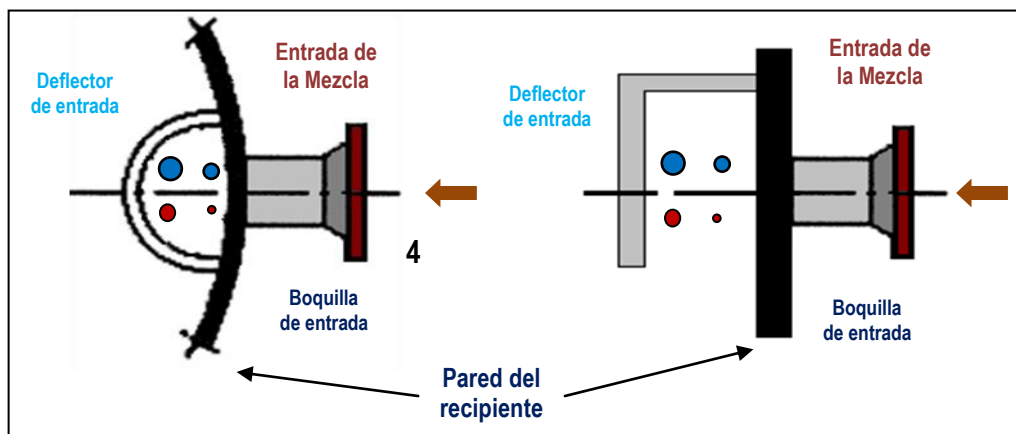 Entrada de
la Mezcla
Deflector
de entrada
4
Boquilla
de entrada
Entrada de
la Mezcla
Deflector
de entrada
Boquilla
de entrada
Pared del
recipiente